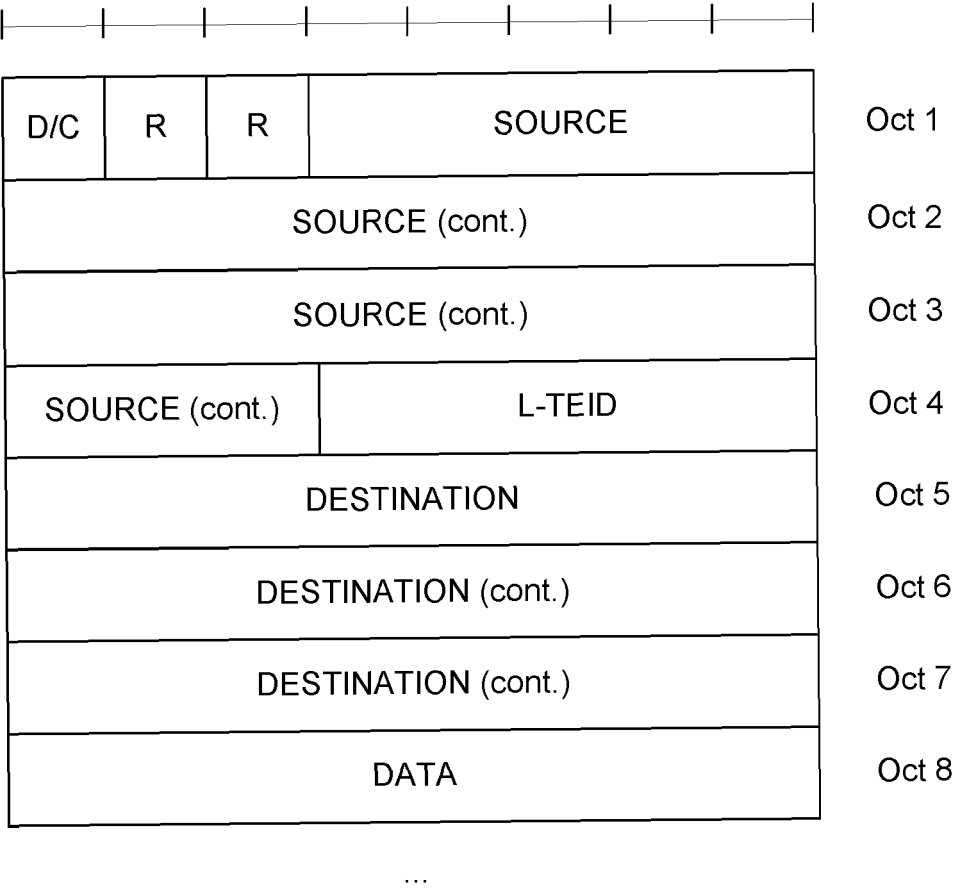 D/C R R SOURCE Oct 1
SOURCE (cont.) Oct 2
SOURCE (cont.) Oct 3
SOURCE (cont.) L-TEID Oct 4
DESTINATION Oct 5
DESTINATION (cont.) Oct 6
DESTINATION (cont.) Oct 7
DATA Oct 8
...